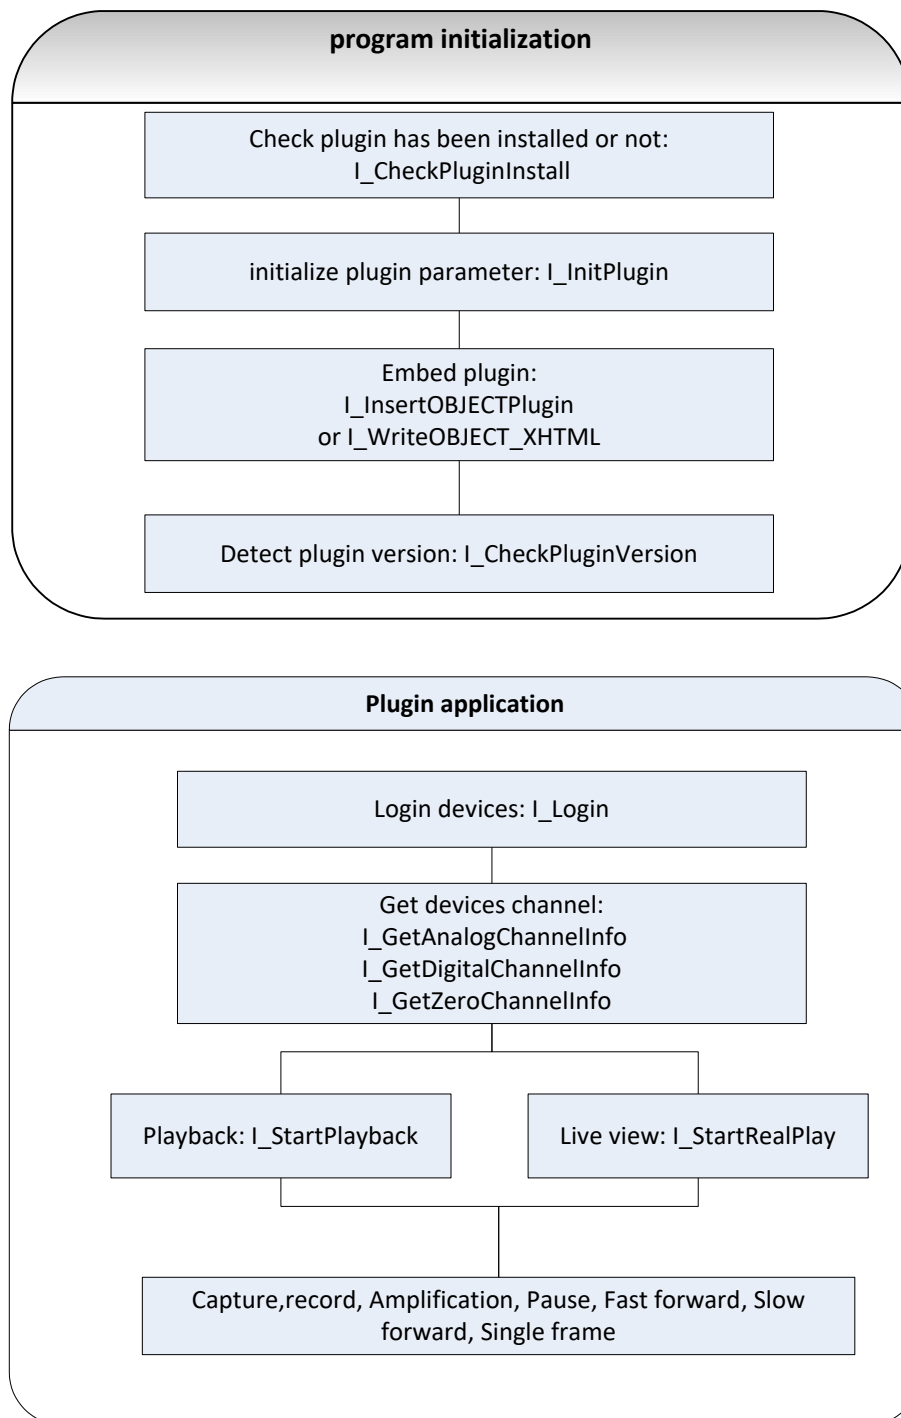 program initialization
Check plugin has been installed or not:
I_CheckPluginInstall
initialize plugin parameter: I_InitPlugin
Embed plugin:
I_InsertOBJECTPlugin
or I_WriteOBJECT_XHTML
Detect plugin version: I_CheckPluginVersion
Plugin application
Login devices: I_Login
Get devices channel:
I_GetAnalogChannelInfo
I_GetDigitalChannelInfo
I_GetZeroChannelInfo
Playback: I_StartPlayback
Live view: I_StartRealPlay
Capture,record, Amplification, Pause, Fast forward, Slow
forward, Single frame